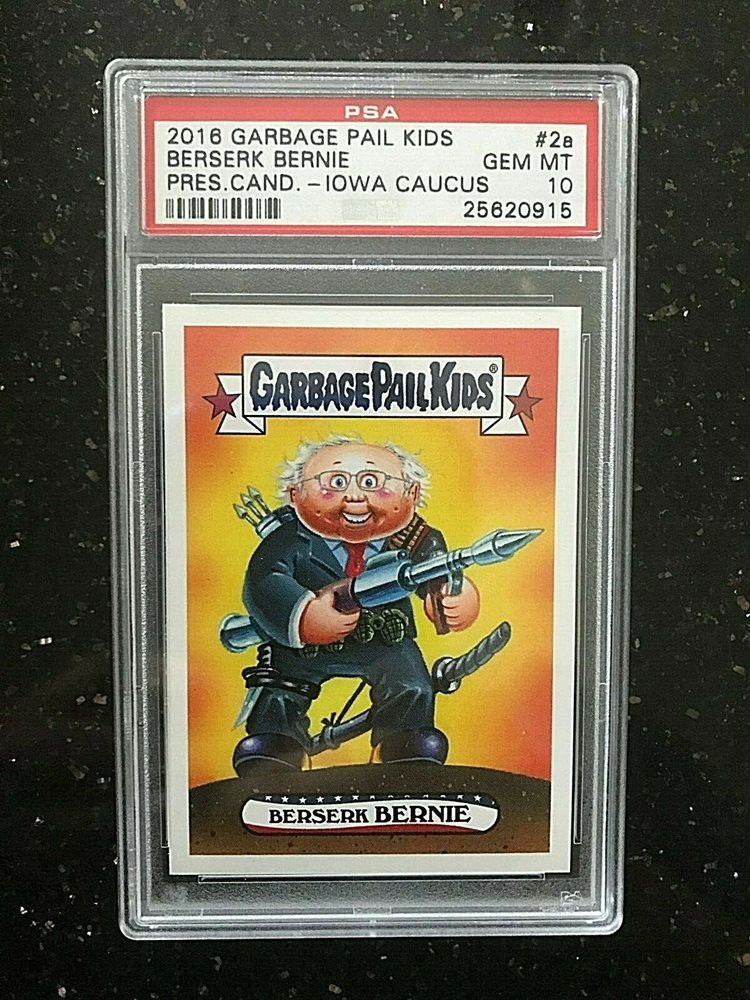 PSA
2016 GARBAGE PAIL KIDS #2a
BERSERK BERNIE GEM MT
PRES.CAND. -IOWA CAUCUS 10
25620915
GARBAGE PAIL KIDS®
BERSERK BERNIE